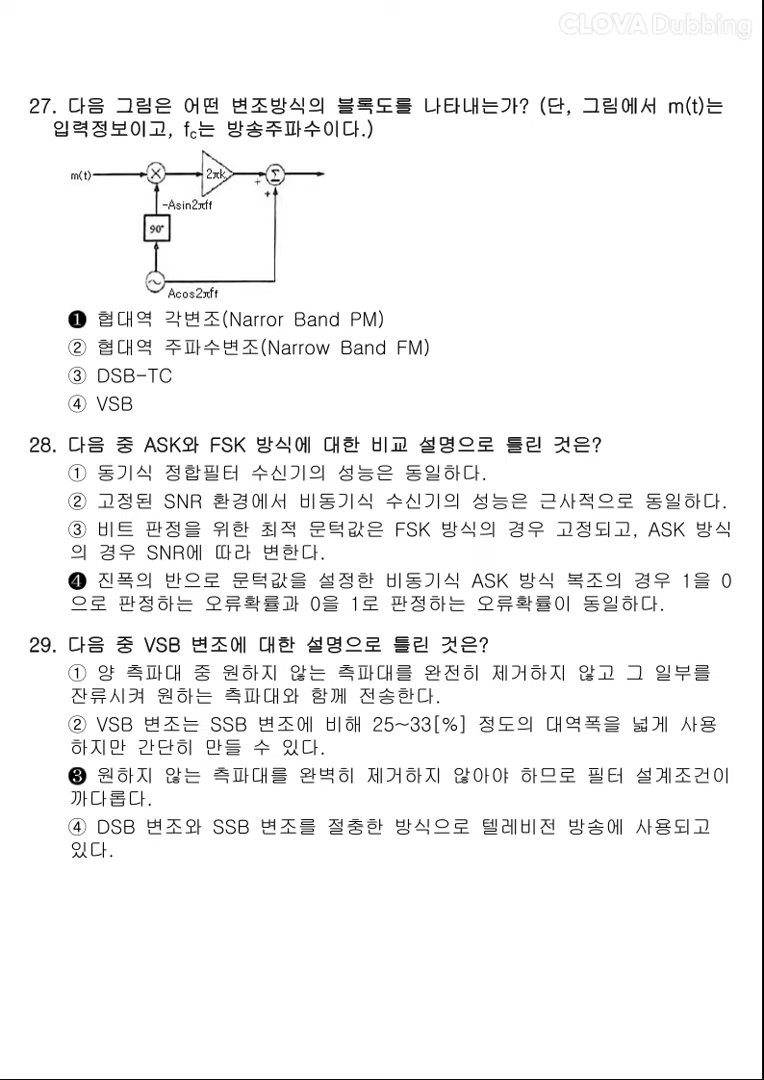 CLOVA Dubbing
27. 다음 그림은 어떤 변조방식의 블록도를 나타내는가? (단, 그림에서 m(t)는
입력정보이고, fc는 방송주파수이다.)
m(t)
×
2πk
Σ
+
+
-Asin2πft
90°
~
Acos2πft
❶ 협대역 각변조(Narror Band PM)
② 협대역 주파수변조(Narrow Band FM)
③ DSB-TC
④ VSB
28. 다음 중 ASK와 FSK 방식에 대한 비교 설명으로 틀린 것은?
① 동기식 정합필터 수신기의 성능은 동일하다.
② 고정된 SNR 환경에서 비동기식 수신기의 성능은 근사적으로 동일하다.
③ 비트 판정을 위한 최적 문턱값은 FSK 방식의 경우 고정되고, ASK 방식
의 경우 SNR에 따라 변한다.
❹ 진폭의 반으로 문턱값을 설정한 비동기식 ASK 방식 복조의 경우 1을 0
으로 판정하는 오류확률과 0을 1로 판정하는 오류확률이 동일하다.
29. 다음 중 VSB 변조에 대한 설명으로 틀린 것은?
① 양 측파대 중 원하지 않는 측파대를 완전히 제거하지 않고 그 일부를
잔류시켜 원하는 측파대와 함께 전송한다.
② VSB 변조는 SSB 변조에 비해 25~33[%] 정도의 대역폭을 넓게 사용
하지만 간단히 만들 수 있다.
❸ 원하지 않는 측파대를 완벽히 제거하지 않아야 하므로 필터 설계조건이
까다롭다.
④ DSB 변조와 SSB 변조를 절충한 방식으로 텔레비전 방송에 사용되고
있다.